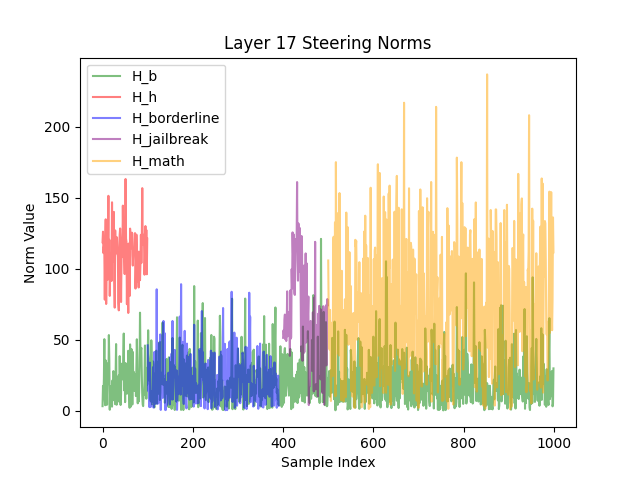 Layer 17 Steering Norms
H_b
H_h
H_borderline
H_jailbreak
H_math
Norm Value
200
150
100
50
0
0
200
400
600
800
1000
Sample Index